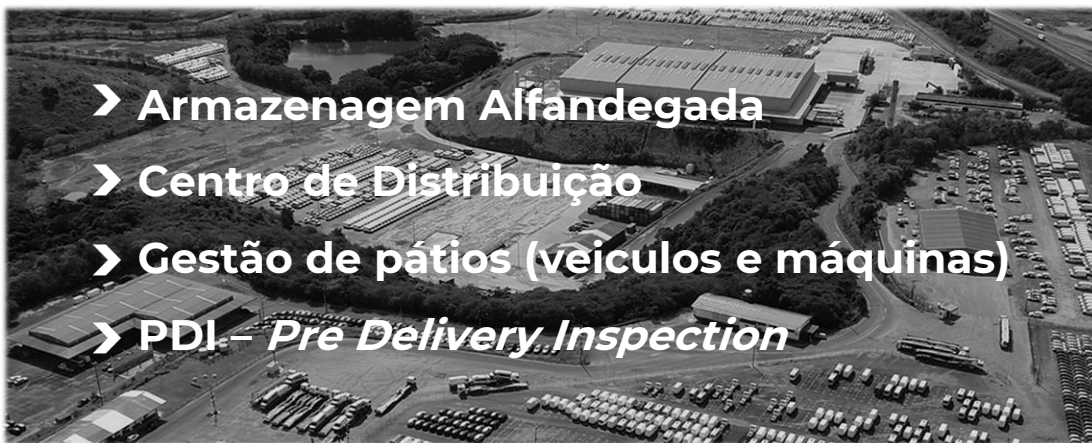 Armazenagem Alfandegada
Centro de Distribuição
Gestão de pátios (veiculos e máquinas)
PDI – Pre Delivery Inspection